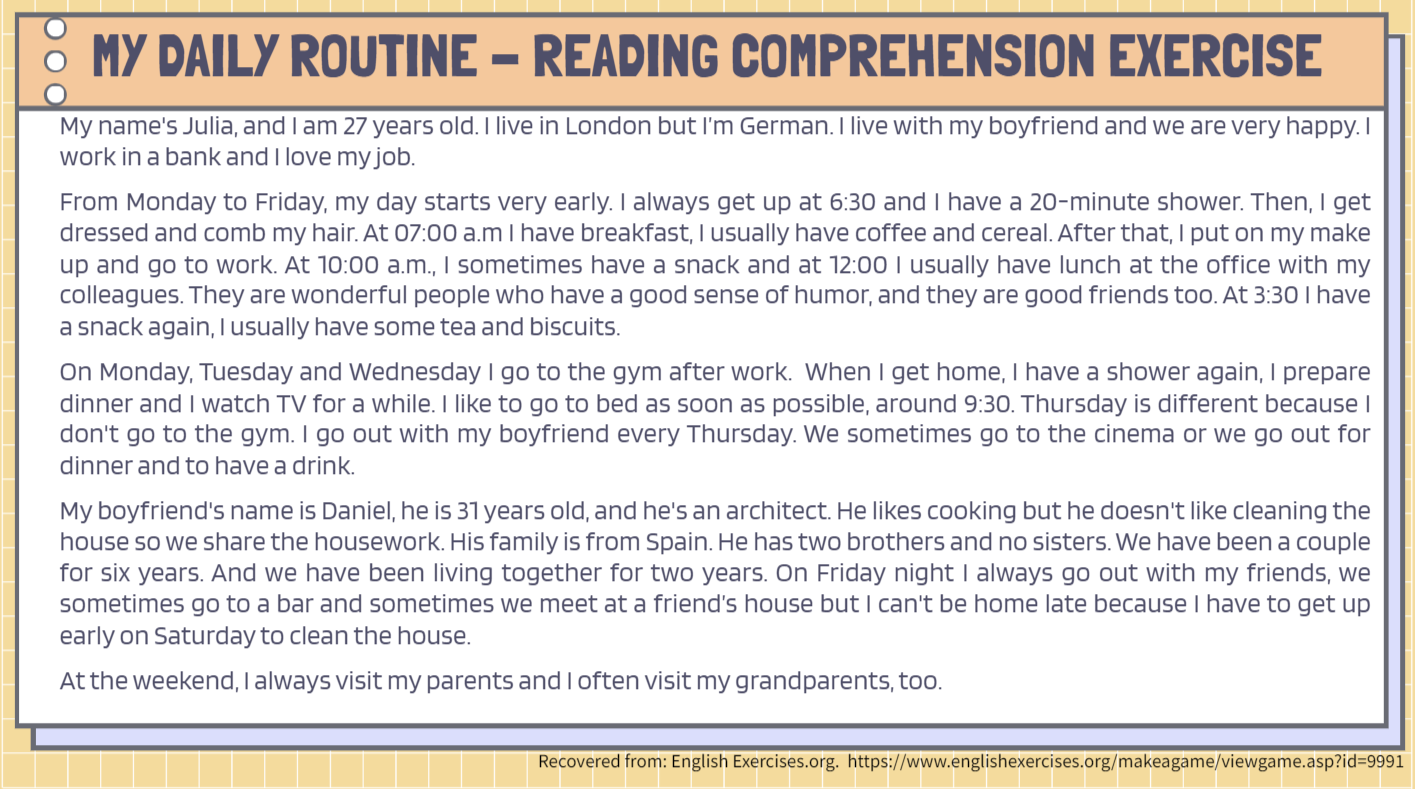 MY DAILY ROUTINE – READING COMPREHENSION EXERCISE
My name's Julia, and I am 27 years old. I live in London but I'm German. I live with my boyfriend and we are very happy. I
work in a bank and I love my job.
From Monday to Friday, my day starts very early. I always get up at 6:30 and I have a 20-minute shower. Then, I get
dressed and comb my hair. At 07:00 a.m I have breakfast, I usually have coffee and cereal. After that, I put on my make
up and go to work. At 10:00 a.m., I sometimes have a snack and at 12:00 I usually have lunch at the office with my
colleagues. They are wonderful people who have a good sense of humor, and they are good friends too. At 3:30 I have
a snack again, I usually have some tea and biscuits.
On Monday, Tuesday and Wednesday I go to the gym after work.  When I get home, I have a shower again, I prepare
dinner and I watch TV for a while. I like to go to bed as soon as possible, around 9:30. Thursday is different because I
don't go to the gym. I go out with my boyfriend every Thursday. We sometimes go to the cinema or we go out for
dinner and to have a drink.
My boyfriend's name is Daniel, he is 31 years old, and he's an architect. He likes cooking but he doesn't like cleaning the
house so we share the housework. His family is from Spain. He has two brothers and no sisters. We have been a couple
for six years. And we have been living together for two years. On Friday night I always go out with my friends, we
sometimes go to a bar and sometimes we meet at a friend's house but I can't be home late because I have to get up
early on Saturday to clean the house.
At the weekend, I always visit my parents and I often visit my grandparents, too.
Recovered from: English Exercises.org.  https://www.englishexercises.org/makeagame/viewgame.asp?id=9991